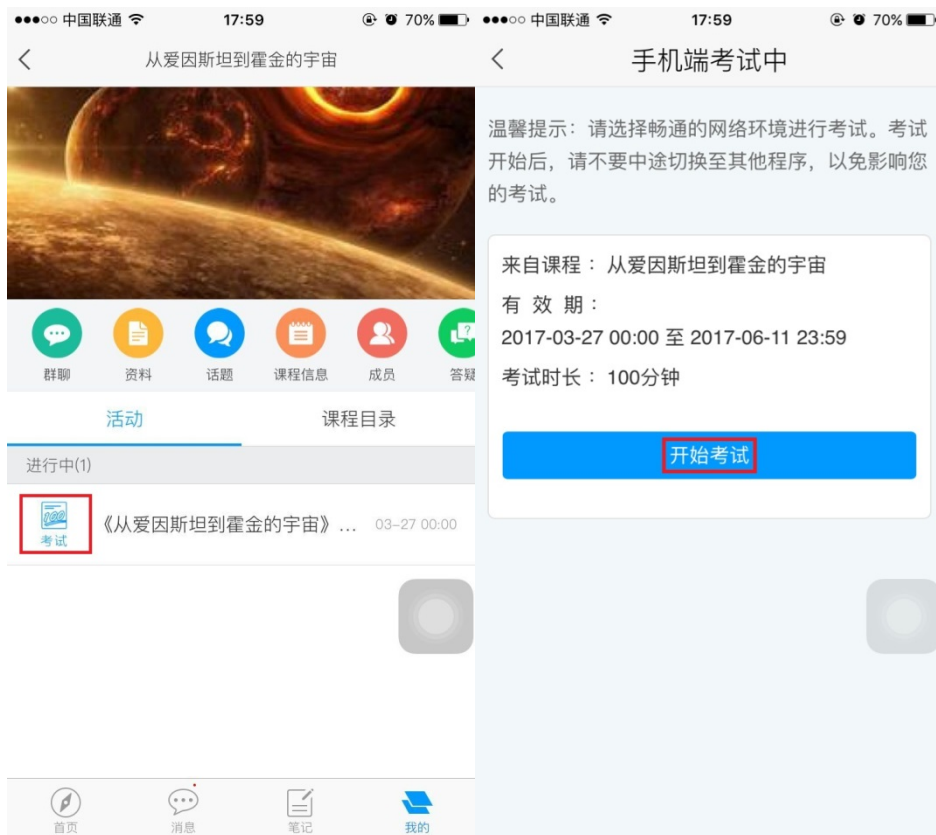 中国联通 17:59 70%
从爱因斯坦到霍金的宇宙
群聊 资料 话题 课程信息 成员 答疑
活动 课程目录
进行中(1)
100
考试
《从爱因斯坦到霍金的宇宙》... 03-27 00:00
首页 消息 笔记 我的
中国联通 17:59 70%
手机端考试中
温馨提示：请选择畅通的网络环境进行考试。考试
开始后，请不要中途切换至其他程序，以免影响您
的考试。
来自课程： 从爱因斯坦到霍金的宇宙
有 效 期：
2017-03-27 00:00 至 2017-06-11 23:59
考试时长： 100分钟
开始考试